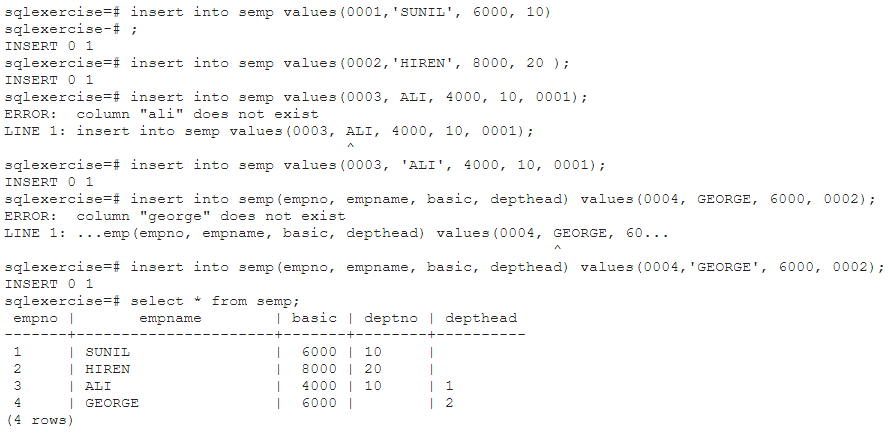 sqlexercise=# insert into semp values(0001,'SUNIL', 6000, 10)
sqlexercise-# ;
INSERT 0 1
sqlexercise=# insert into semp values(0002,'HIREN', 8000, 20 );
INSERT 0 1
sqlexercise=# insert into semp values(0003, ALI, 4000, 10, 0001);
ERROR:  column "ali" does not exist
LINE 1: insert into semp values(0003, ALI, 4000, 10, 0001);
                                      ^
sqlexercise=# insert into semp values(0003, 'ALI', 4000, 10, 0001);
INSERT 0 1
sqlexercise=# insert into semp(empno, empname, basic, depthead) values(0004, GEORGE, 6000, 0002);
ERROR:  column "george" does not exist
LINE 1: ...emp(empno, empname, basic, depthead) values(0004, GEORGE, 60...
                                                             ^
sqlexercise=# insert into semp(empno, empname, basic, depthead) values(0004,'GEORGE', 6000, 0002);
INSERT 0 1
sqlexercise=# select * from semp;
 empno |       empname        | basic | deptno | depthead
-------+----------------------+-------+--------+----------
 1     | SUNIL                |  6000 | 10     |
 2     | HIREN                |  8000 | 20     |
 3     | ALI                  |  4000 | 10     | 1
 4     | GEORGE               |  6000 |        | 2
(4 rows)